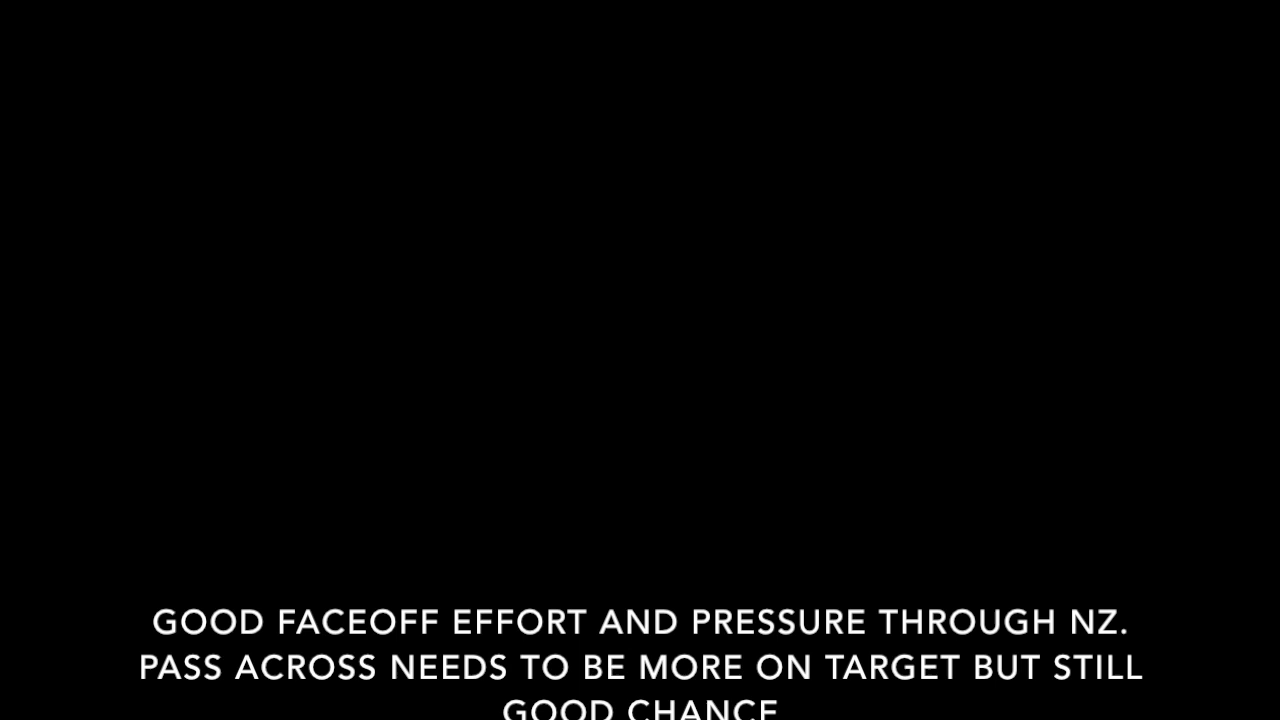 GOOD FACEOFF EFFORT AND PRESSURE THROUGH NZ.
PASS ACROSS NEEDS TO BE MORE ON TARGET BUT STILL
GOOD CHANCE